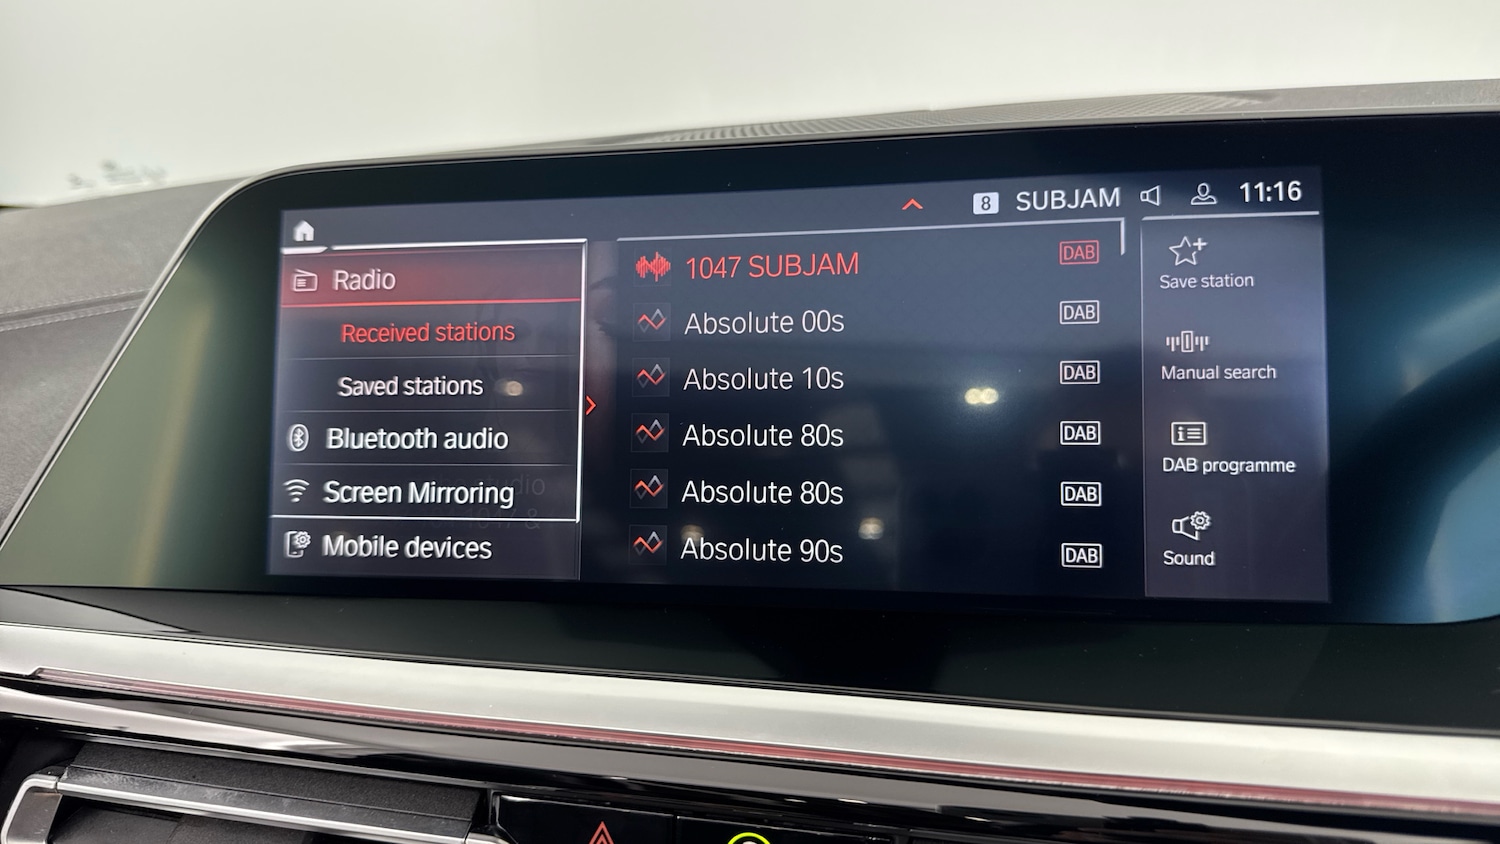 8 SUBJAM 11:16
Radio
Received stations
Saved stations
Bluetooth audio
Screen Mirroring
Mobile devices
1047 SUBJAM DAB
Absolute 00s DAB
Absolute 10s DAB
Absolute 80s DAB
Absolute 80s DAB
Absolute 90s DAB
Save station
Manual search
DAB programme
Sound